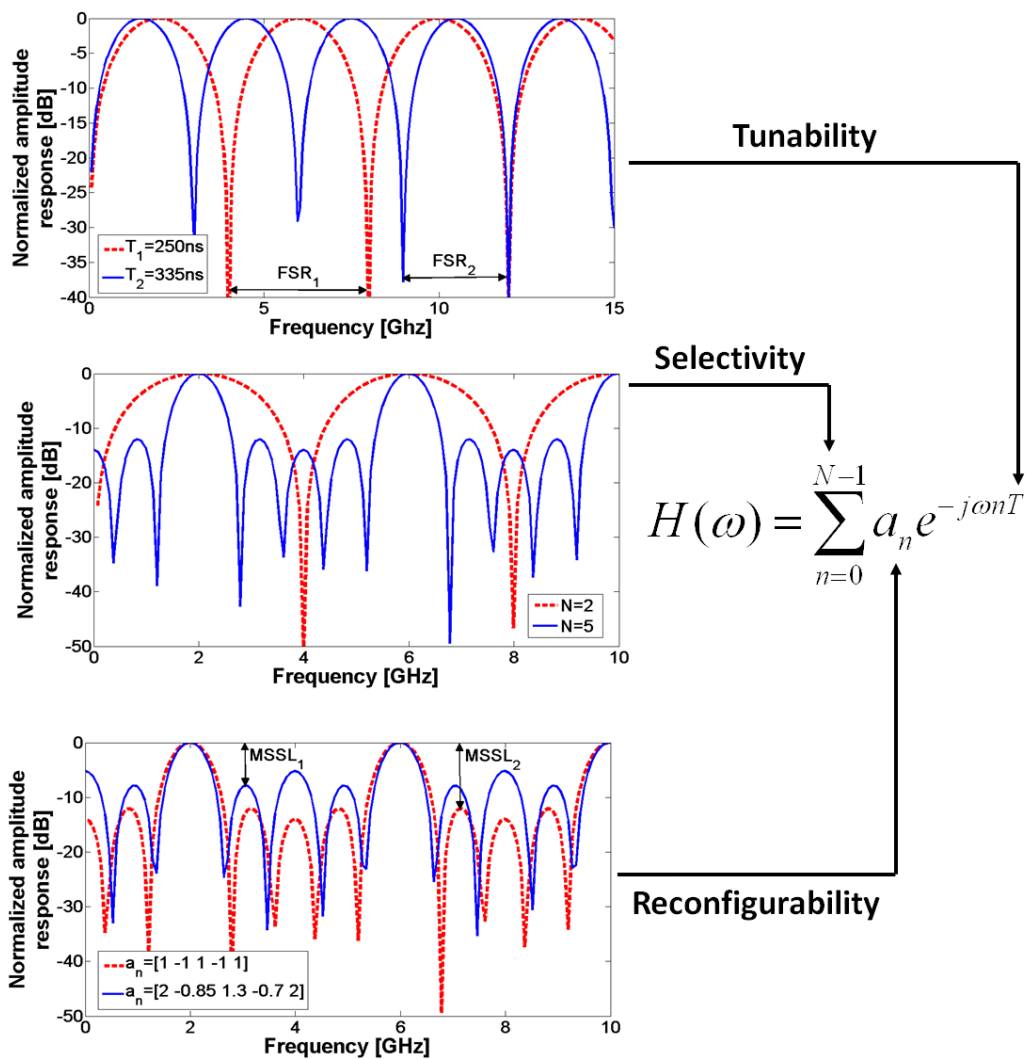 Normalized amplitude
response [dB]
0
-5
-10
-15
-20
-25
-30
-35
-40
T₁=250ns
T₂=335ns
FSR₁
FSR₂
0
5
10
15
Frequency [Ghz]
Tunability
Normalized amplitude
response [dB]
0
-10
-20
-30
-40
-50
N=2
N=5
0
2
4
6
8
10
Frequency [GHz]
Selectivity
H(ω) = ∑_{n=0}^{N-1} a_n e^{-jωnT}
Normalized amplitude
response [dB]
0
-10
-20
-30
-40
-50
MSSL₁
MSSL₂
a_n=[1 -1 1 -1 1]
a_n=[2 -0.85 1.3 -0.7 2]
0
2
4
6
8
10
Frequency [GHz]
Reconfigurability